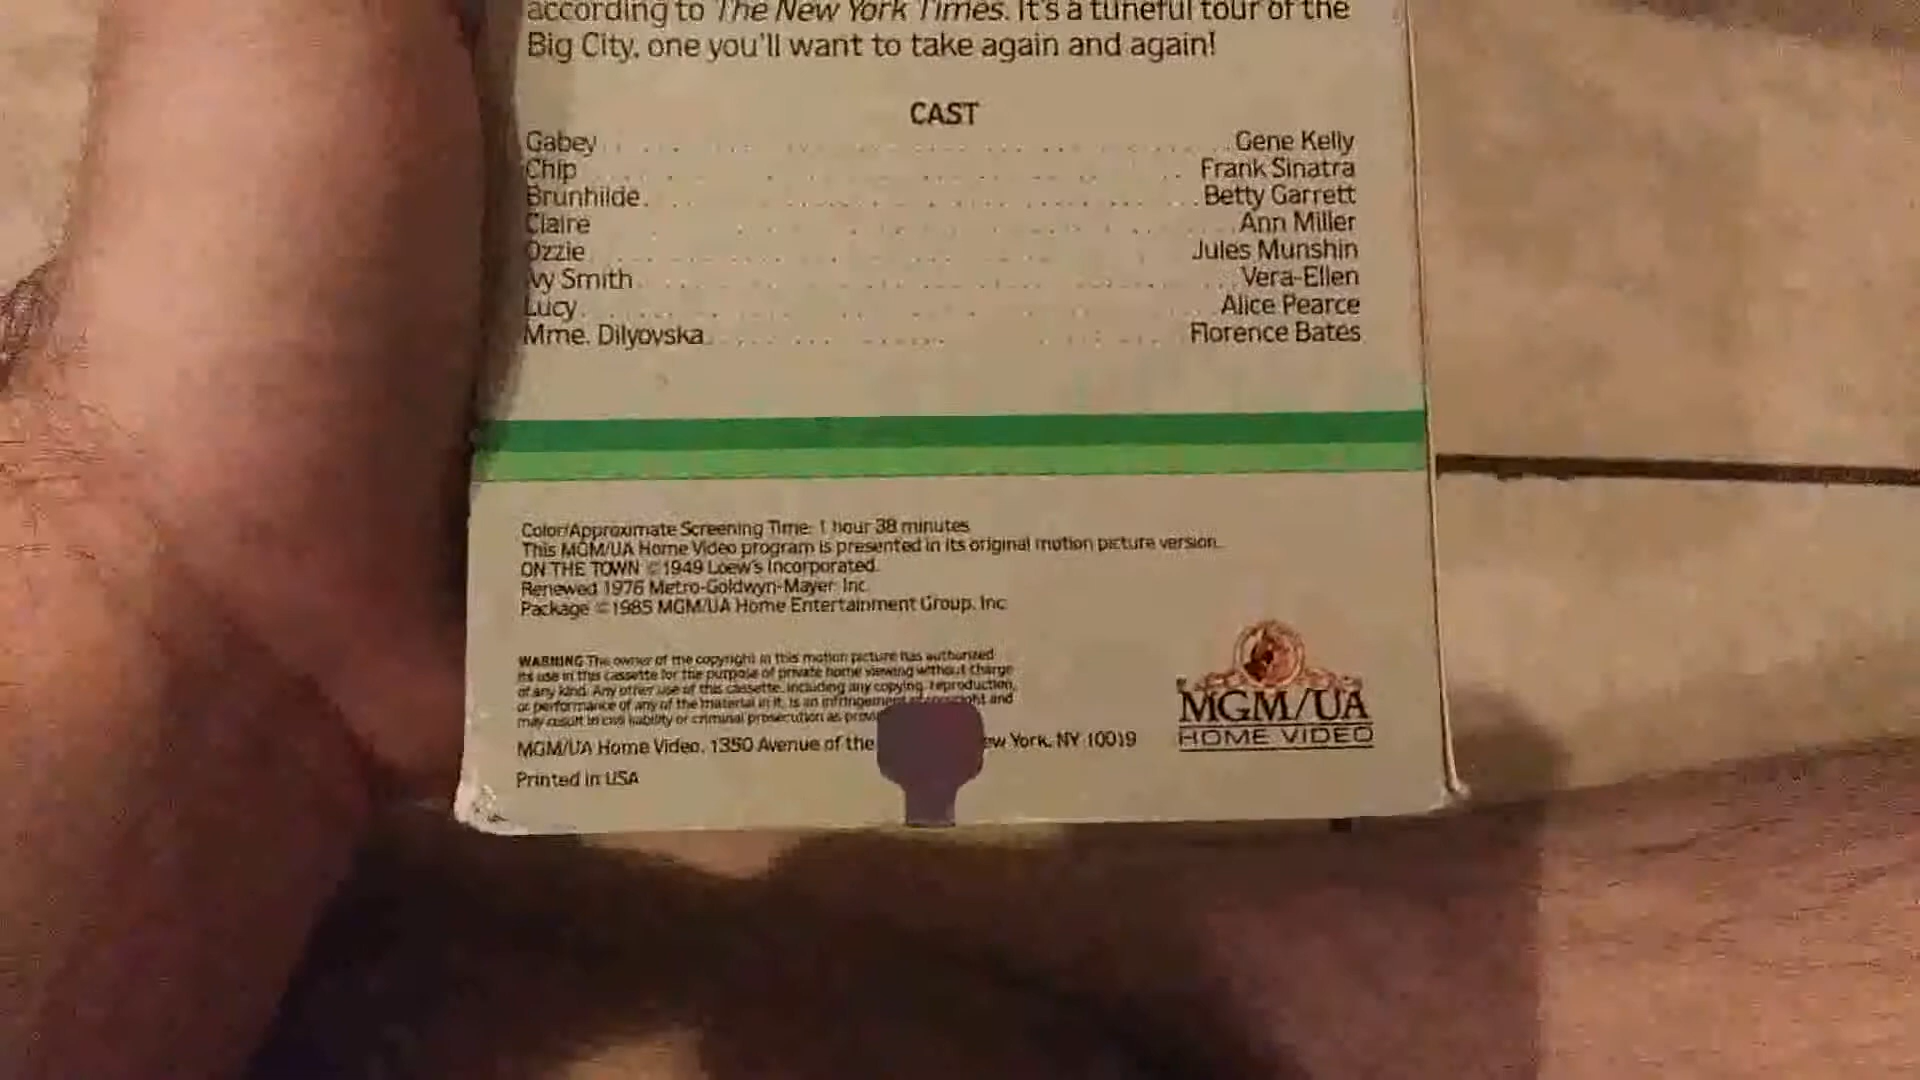 according to The New York Times. It's a tuneful tour of the
Big City, one you'll want to take again and again!
CAST
Gabey Gene Kelly
Chip Frank Sinatra
Brunhilde Betty Garrett
Claire Ann Miller
Ozzie Jules Munshin
Ivy Smith Vera-Ellen
Lucy Alice Pearce
Mme. Dilyovska Florence Bates
Color/Approximate Screening Time: 1 hour 38 minutes
This MGM/UA Home Video program is presented in its original motion picture version.
ON THE TOWN ©1949 Loew's Incorporated.
Renewed 1976 Metro-Goldwyn-Mayer Inc.
Package ©1985 MGM/UA Home Entertainment Group, Inc.
WARNING The owner of the copyright in this motion picture has authorized
its use in this cassette for the purpose of private home viewing without charge
of any kind. Any other use of this cassette, including any copying, reproduction,
or performance of any of the material in it, is an infringement of copyright and
may result in civil liability or criminal prosecution as
MGM/UA Home Video, 1350 Avenue of the ew York, NY 10019
Printed in USA
MGM/UA
HOME VIDEO